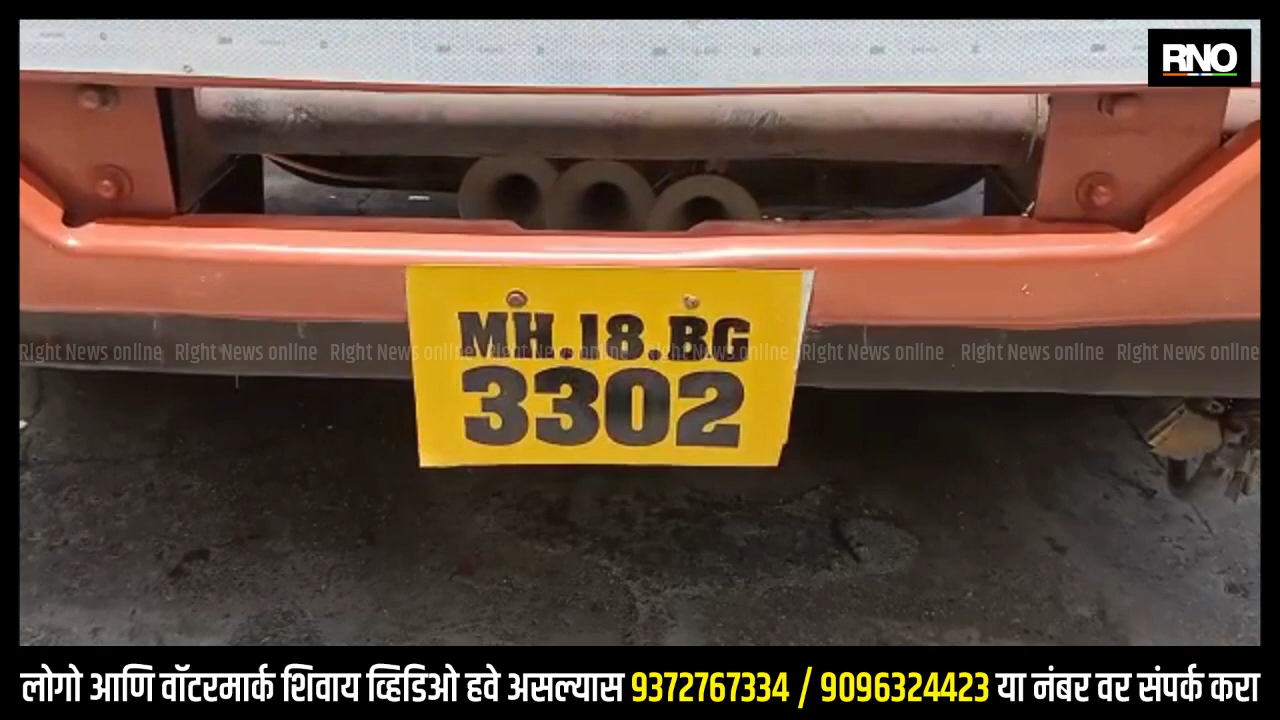 RNO
MH.18.BG
Right News online Right News online Right News online Right News online Right News online Right News online Right News online Right News online
3302
लोगो आणि वॉटरमार्क शिवाय व्हिडिओ हवे असल्यास 9372767334 / 9096324423 या नंबर वर संपर्क करा